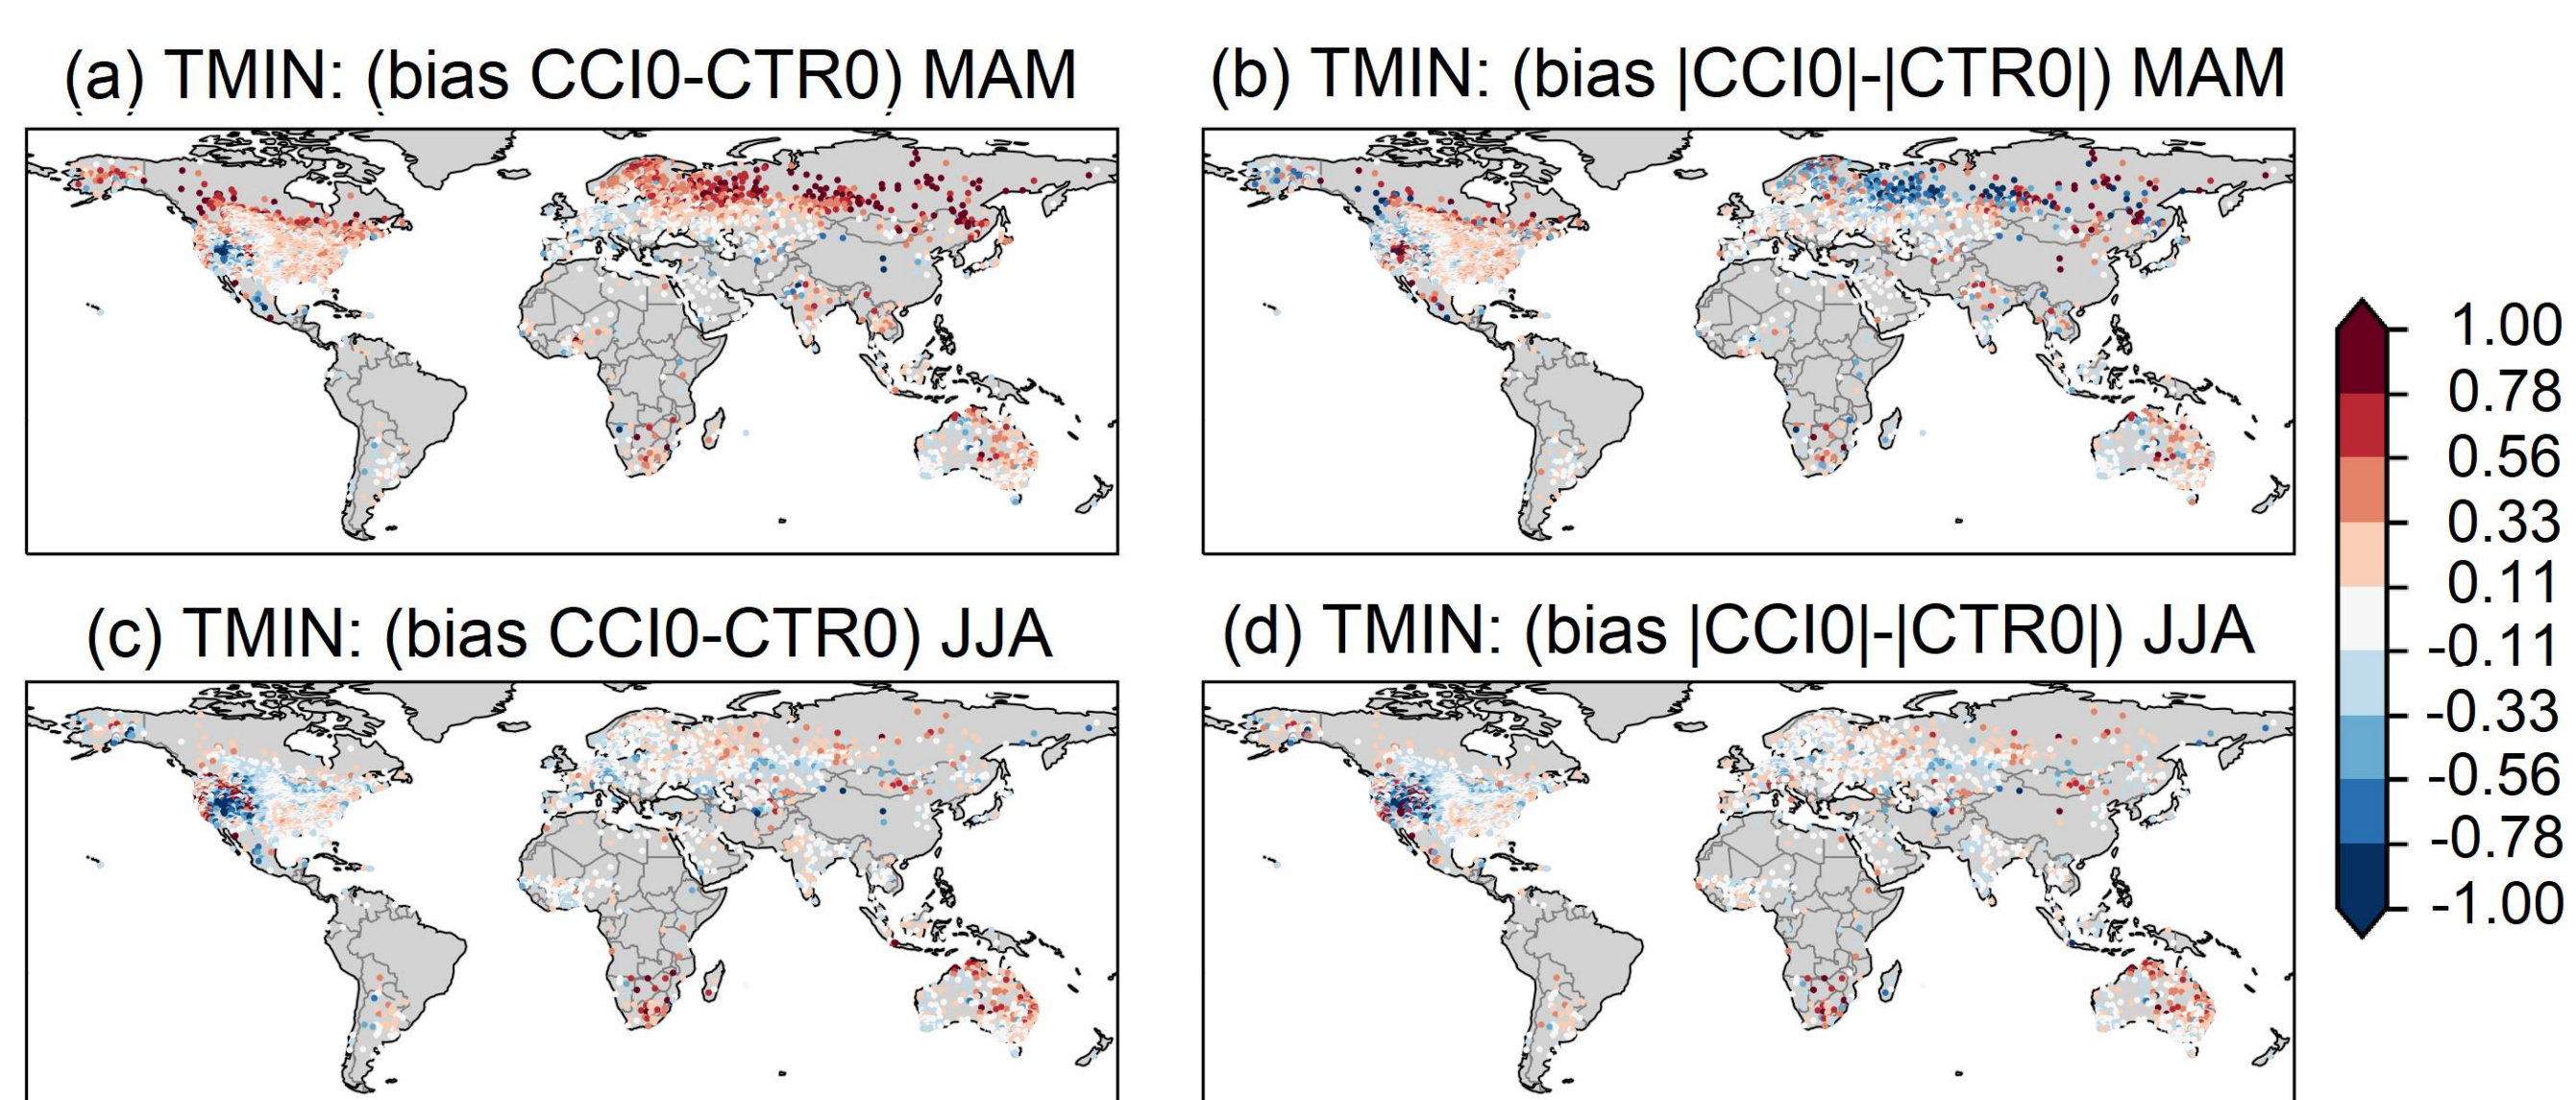 (a) TMIN: (bias CCI0-CTR0) MAM
(b) TMIN: (bias |CCI0|-|CTR0|) MAM
(c) TMIN: (bias CCI0-CTR0) JJA
(d) TMIN: (bias |CCI0|-|CTR0|) JJA
1.00
0.78
0.56
0.33
0.11
-0.11
-0.33
-0.56
-0.78
-1.00